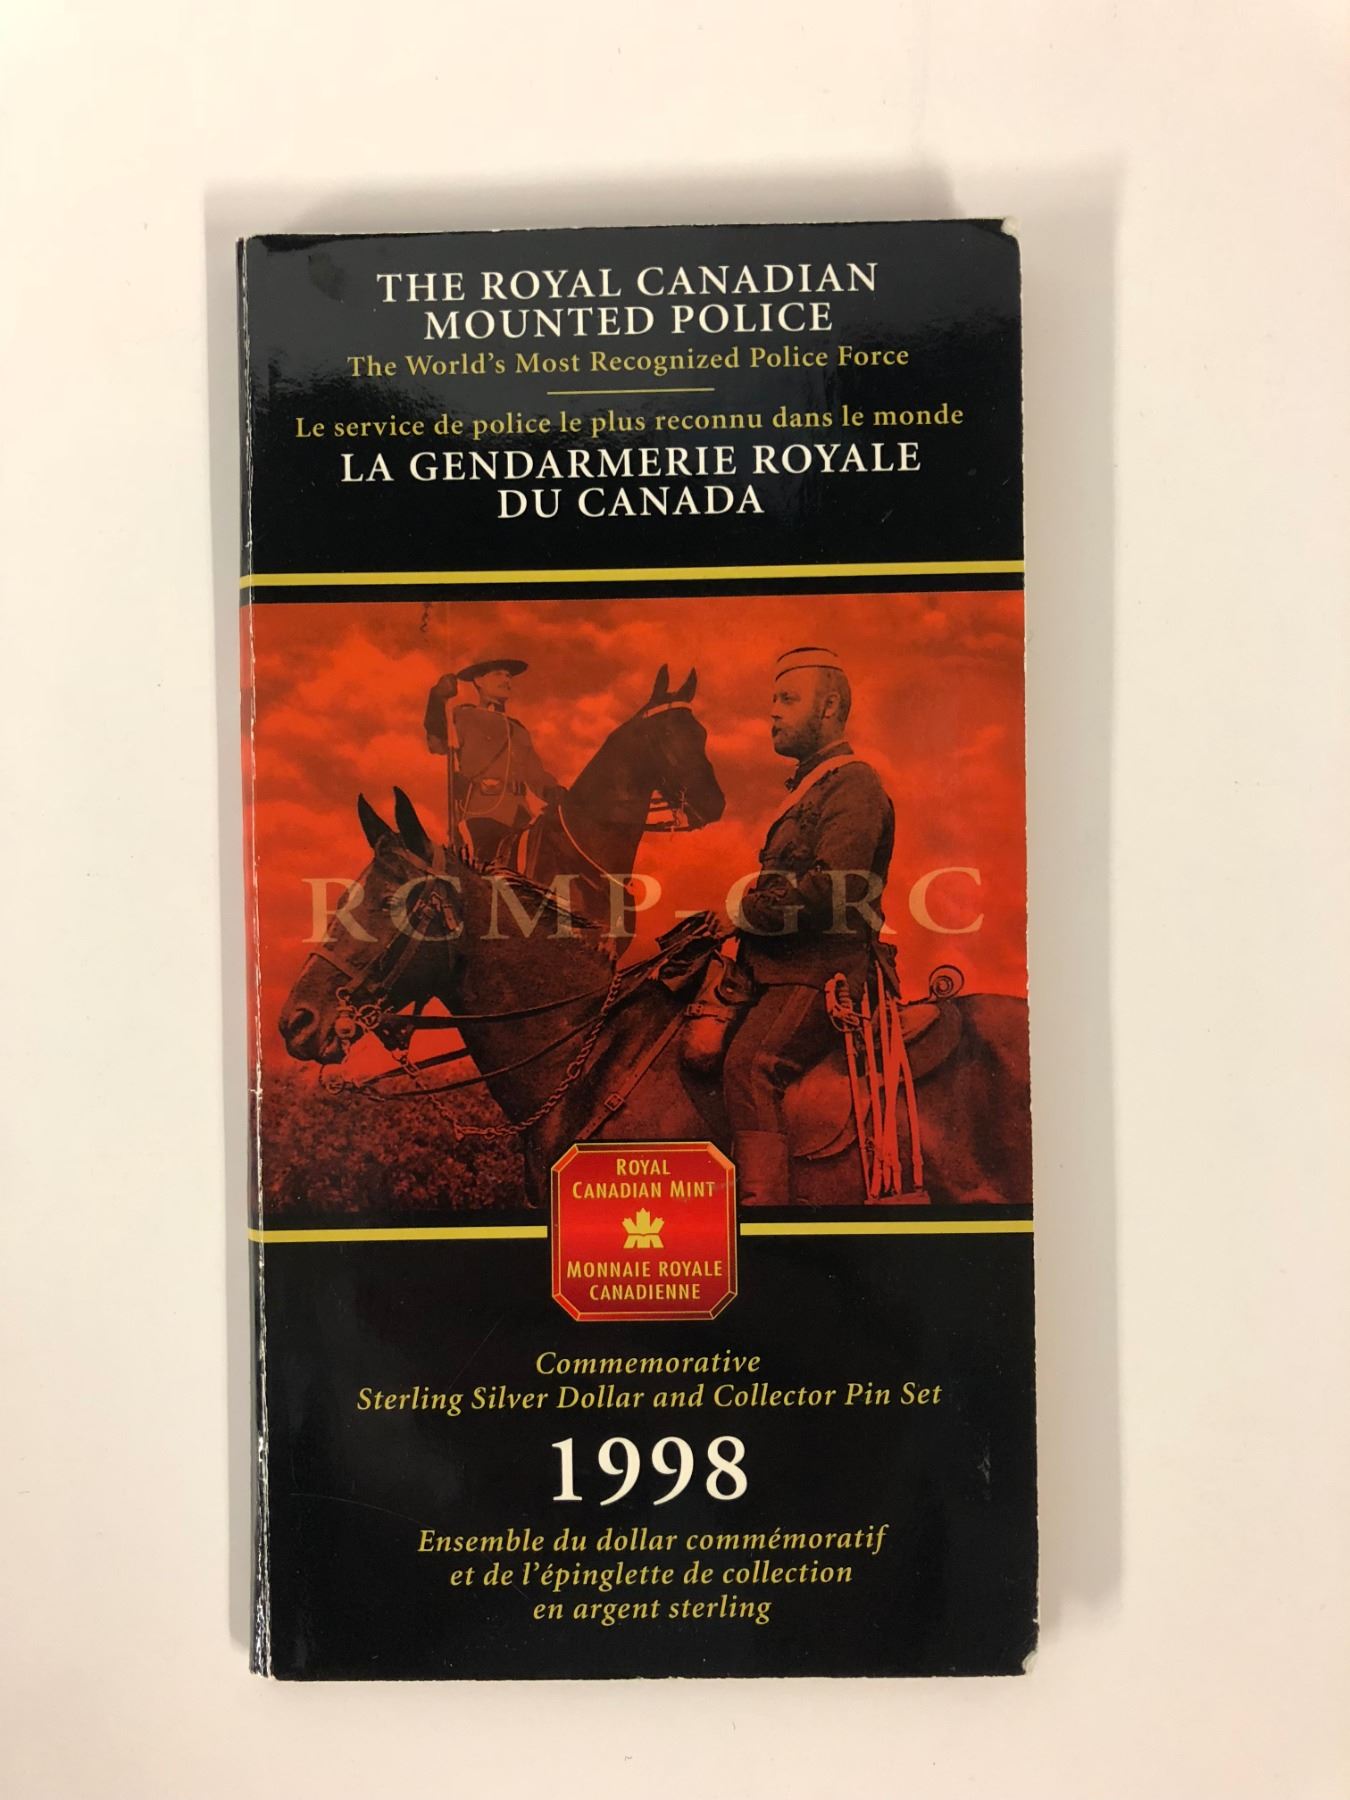 THE ROYAL CANADIAN
MOUNTED POLICE
The World's Most Recognized Police Force
Le service de police le plus reconnu dans le monde
LA GENDARMERIE ROYALE
DU CANADA
RCMP-GRC
ROYAL
CANADIAN MINT
MONNAIE ROYALE
CANADIENNE
Commemorative
Sterling Silver Dollar and Collector Pin Set
1998
Ensemble du dollar commémoratif
et de l'épinglette de collection
en argent sterling